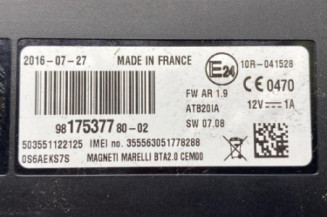 2016-07-27 MADE IN FRANCE E24 10R-041528
FW AR 1.9 CE 0470
ATB20IA 12V⎓1A
98 175377 80-02 SW 07.08
503551122125 IMEI no. 355563051778288
0S6AEKS7S MAGNETI MARELLI BTA2.0 CEM00